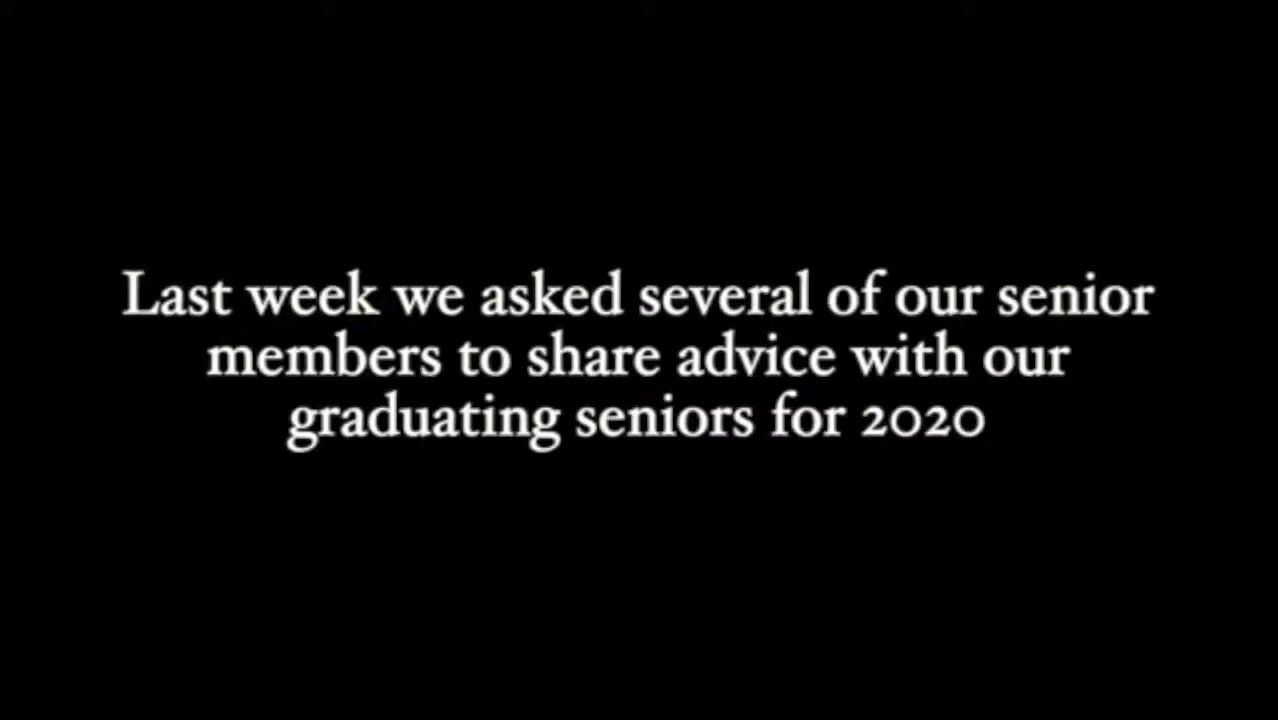 Last week we asked several of our senior
members to share advice with our
graduating seniors for 2020